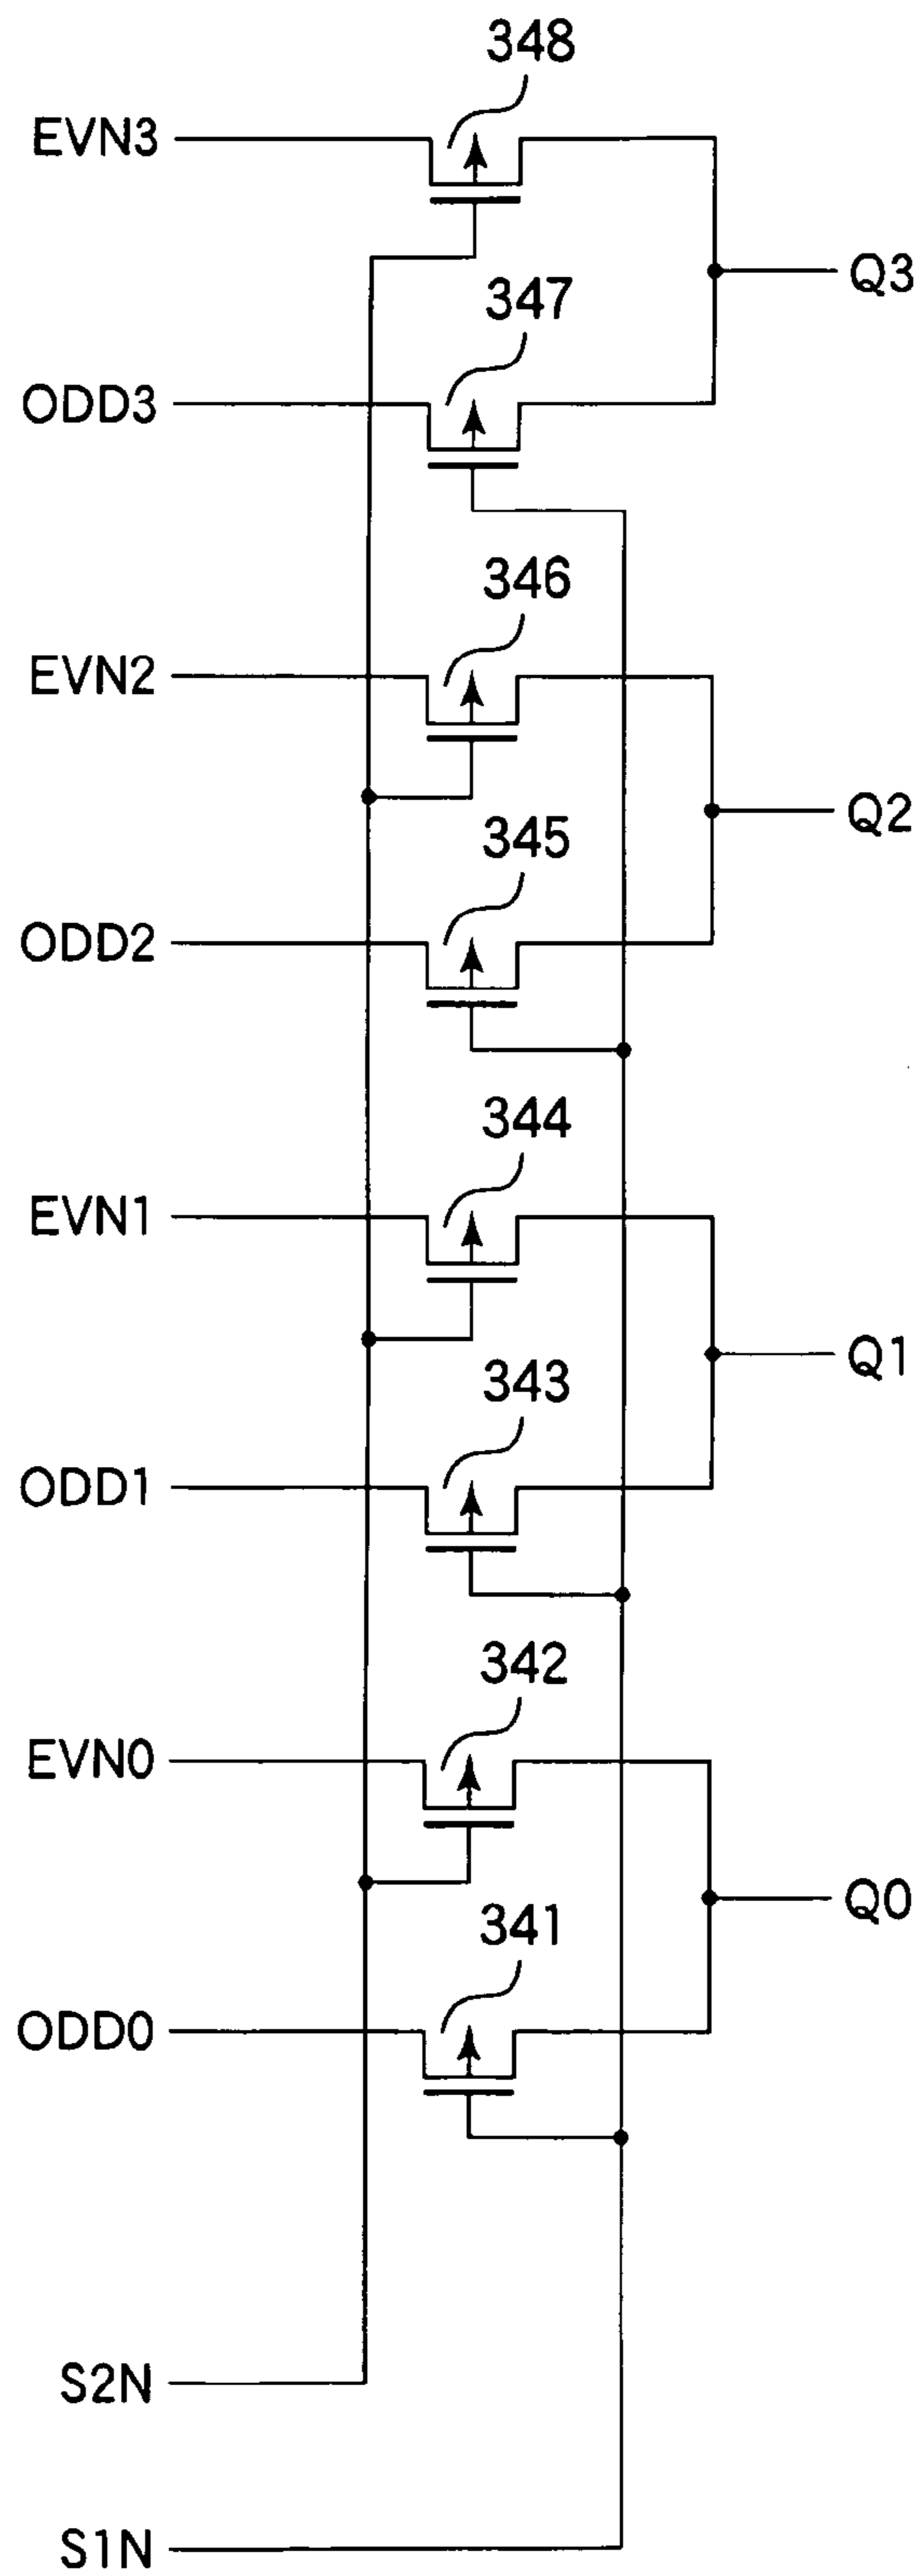 348
EVN3
Q3
347
ODD3
346
EVN2
Q2
345
ODD2
344
EVN1
Q1
343
ODD1
342
EVN0
Q0
341
ODD0
S2N
S1N